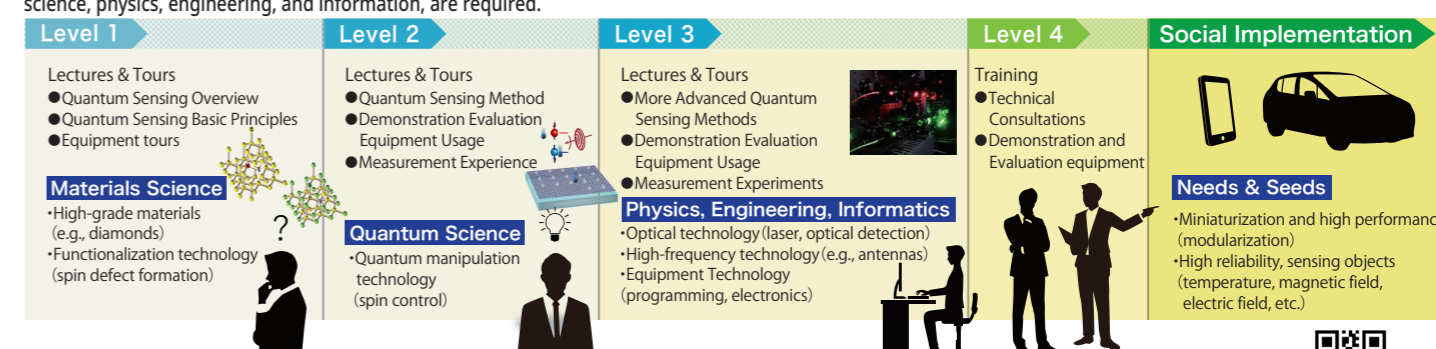 science, physics, engineering, and information, are required.
Level 1
Lectures & Tours
●Quantum Sensing Overview
●Quantum Sensing Basic Principles
●Equipment tours
Materials Science
・High-grade materials
(e.g., diamonds)
・Functionalization technology
(spin defect formation)
?
Level 2
Lectures & Tours
●Quantum Sensing Method
●Demonstration Evaluation
Equipment Usage
●Measurement Experience
Quantum Science
・Quantum manipulation
technology
(spin control)
Level 3
Lectures & Tours
●More Advanced Quantum
Sensing Methods
●Demonstration Evaluation
Equipment Usage
●Measurement Experiments
Physics, Engineering, Informatics
・Optical technology(laser, optical detection)
・High-frequency technology(e.g., antennas)
・Equipment Technology
(programming, electronics)
Level 4
Training
●Technical
Consultations
●Demonstration and
Evaluation equipment
Social Implementation
Needs & Seeds
・Miniaturization and high performanc
(modularization)
・High reliability, sensing objects
(temperature, magnetic field,
electric field, etc.)